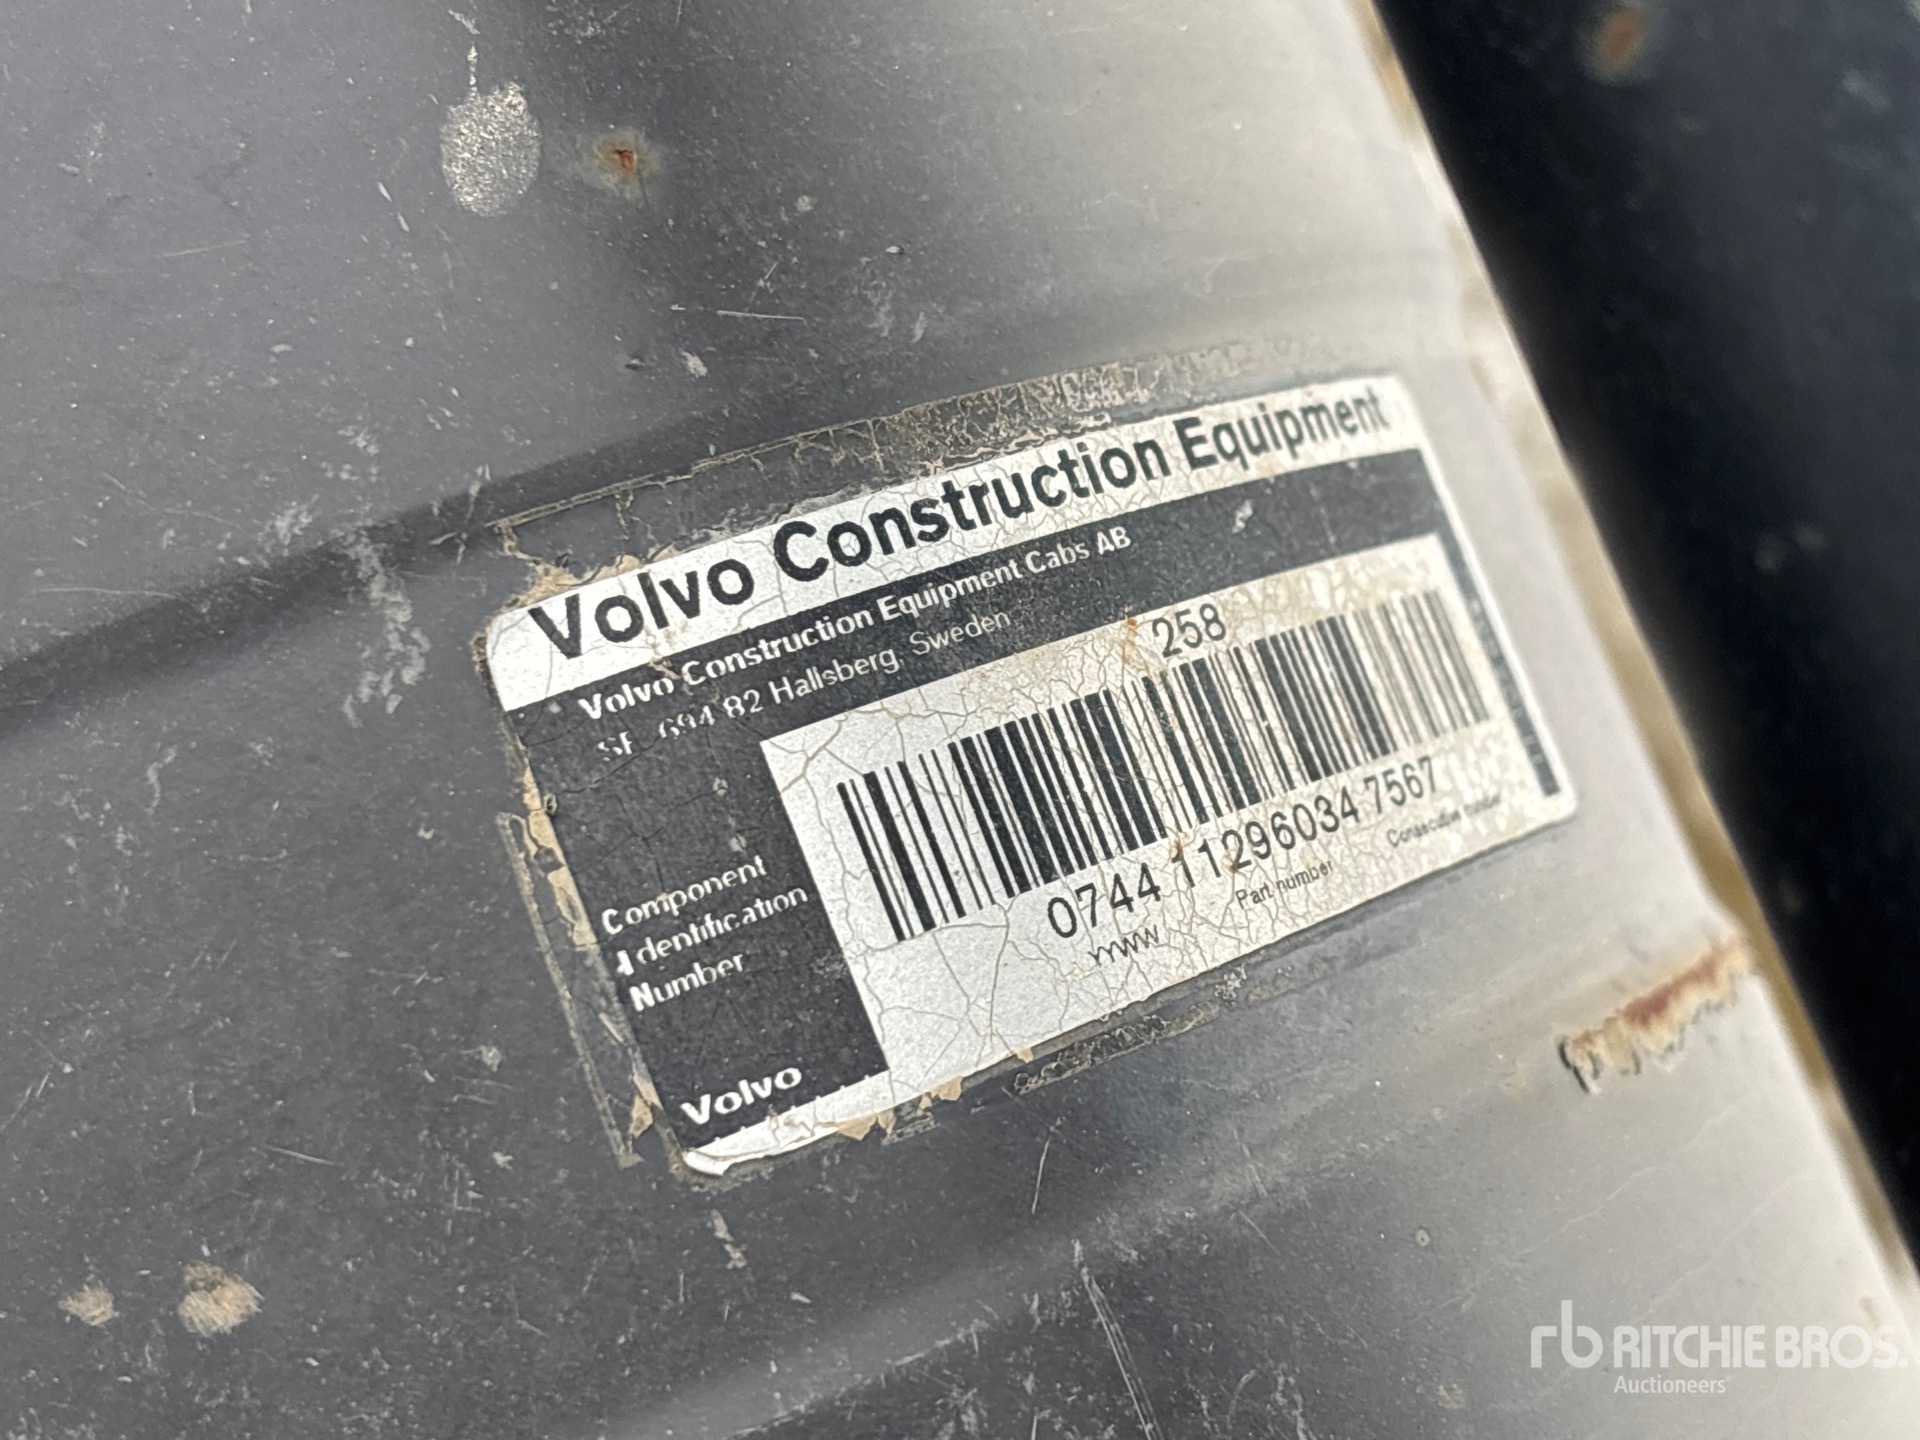 Volvo Construction Equipment
Volvo Construction Equipment Cabs AB
SE 694 82 Hallsberg, Sweden
258
0744 11296034 7567
YYWW Part number Consecutive number
Component
Identification
Number
Volvo
rb RITCHIE BROS.
Auctioneers